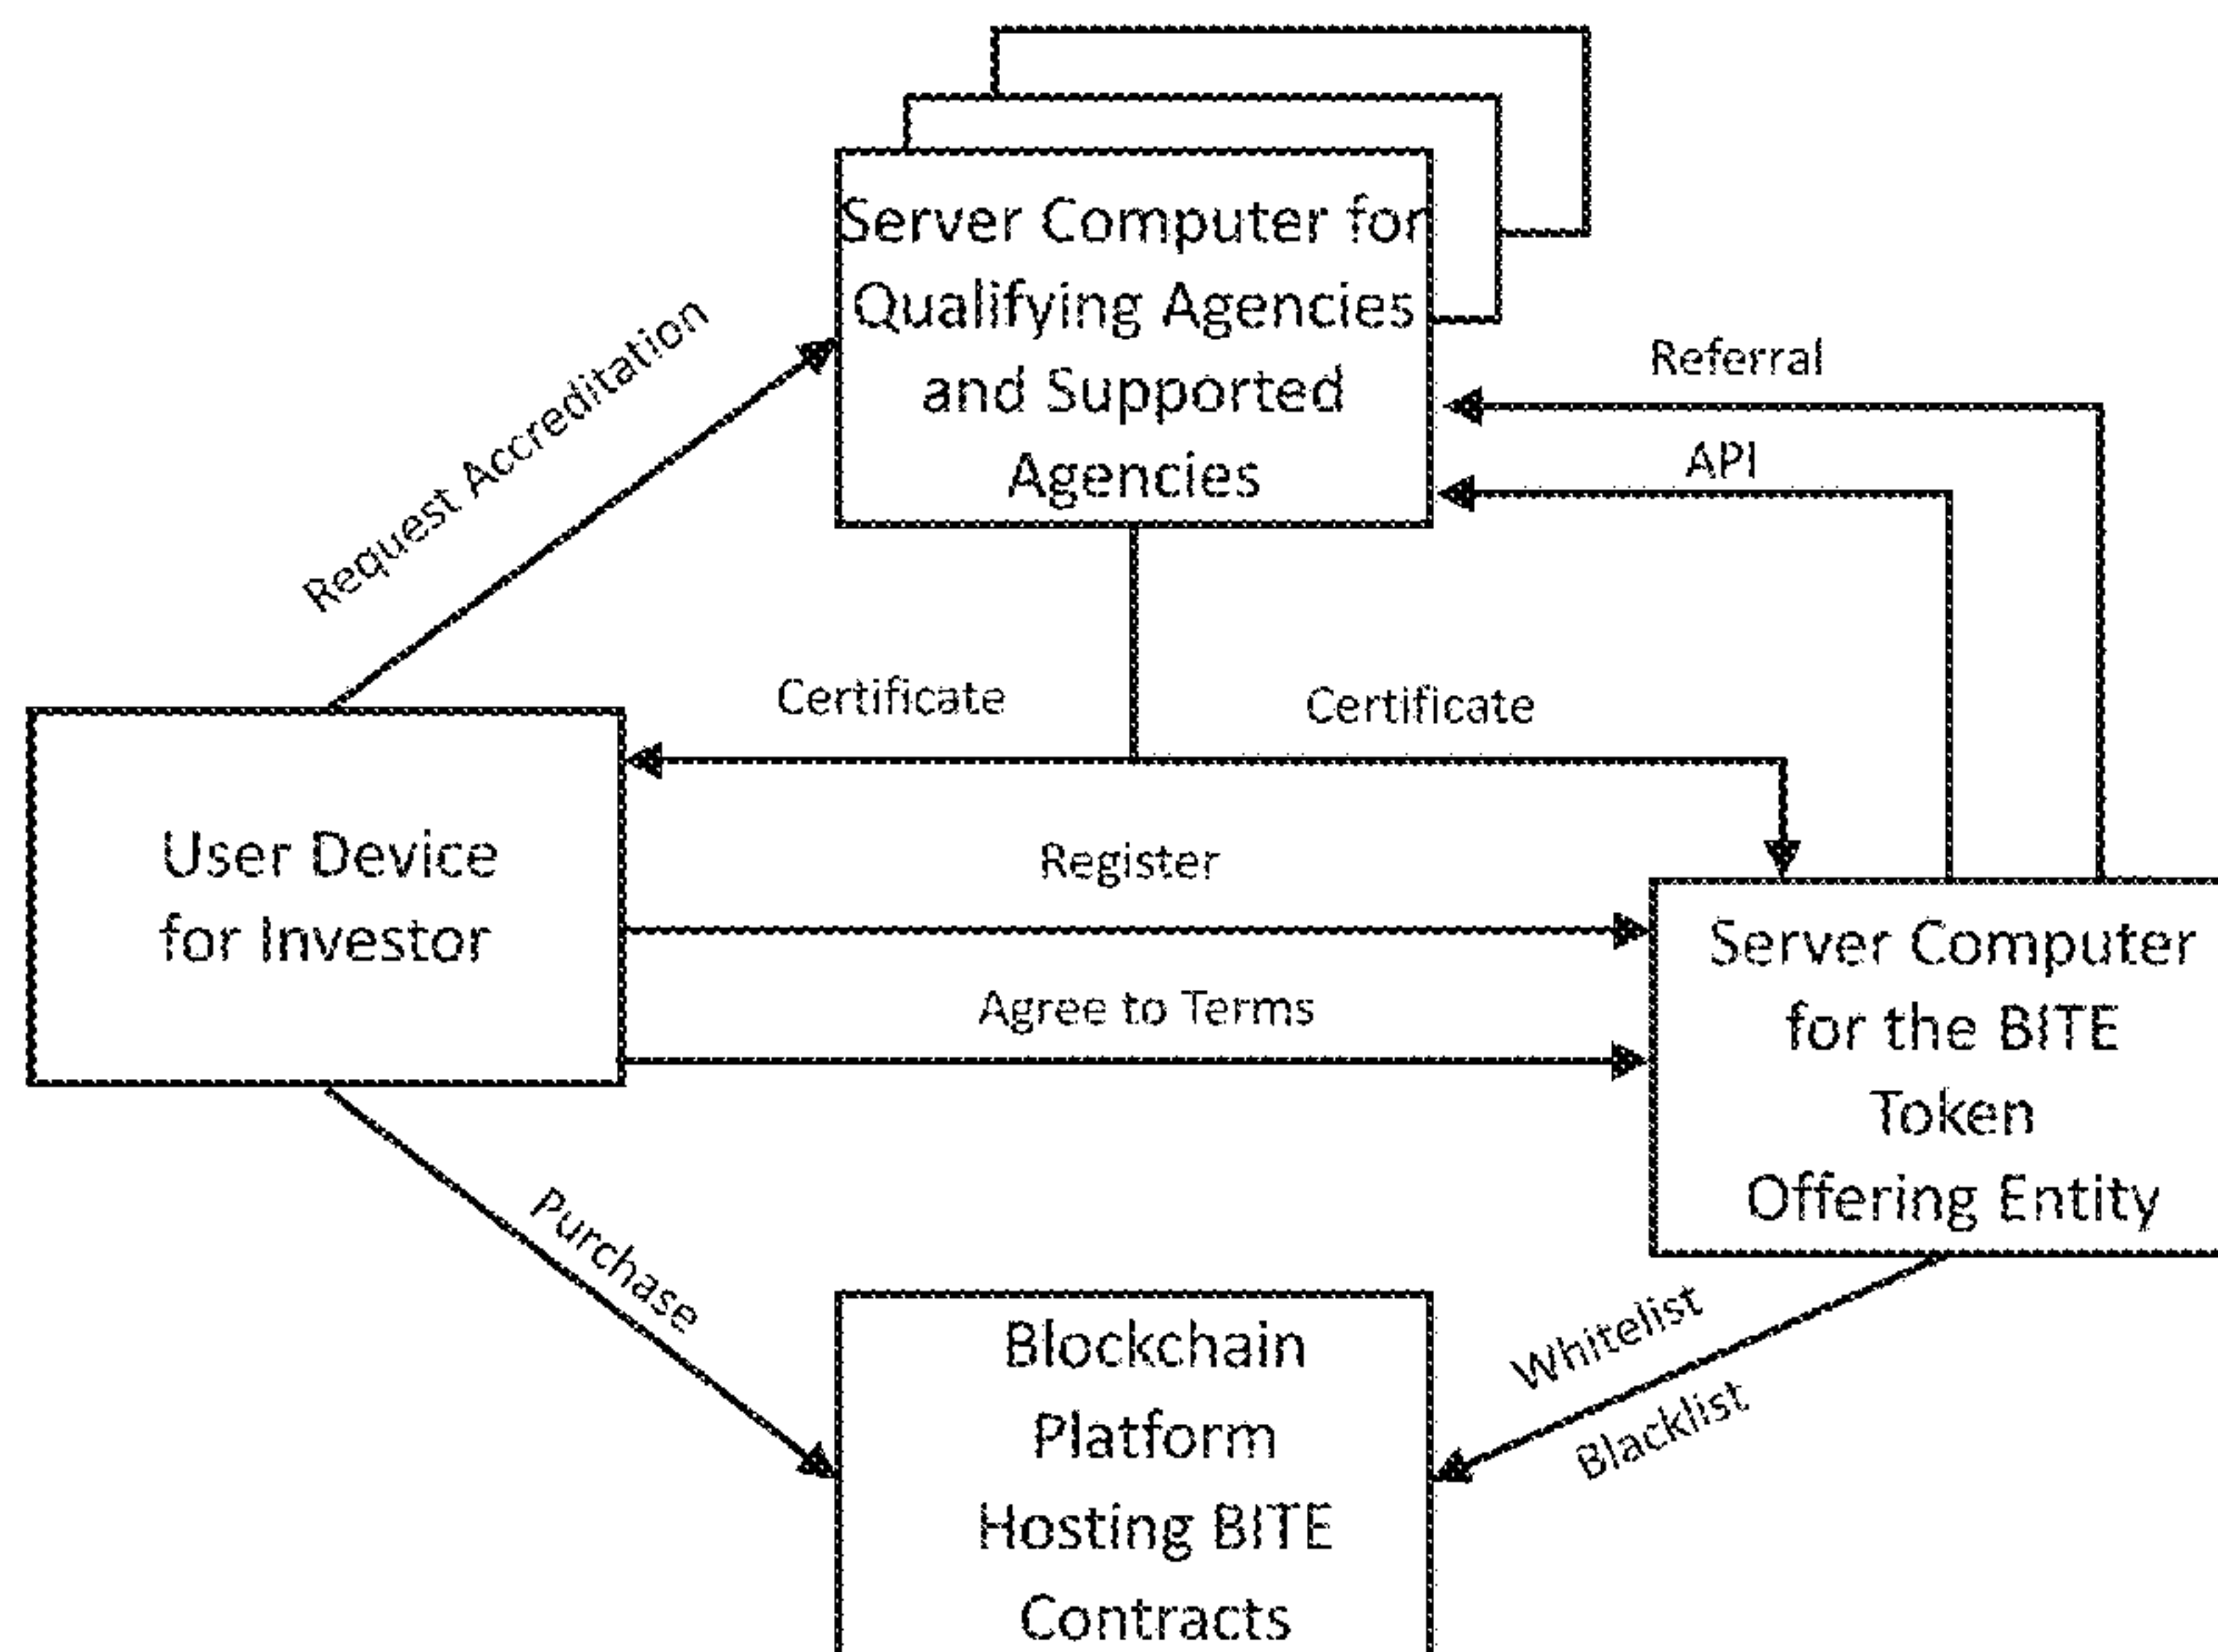 Server Computer for
Qualifying Agencies
and Supported
Agencies
Request Accreditation
Referral
API
Certificate
Certificate
User Device
for Investor
Register
Agree to Terms
Server Computer
for the BITE
Token
Offering Entity
Purchase
Whitelist
Blacklist
Blockchain
Platform
Hosting BITE
Contracts